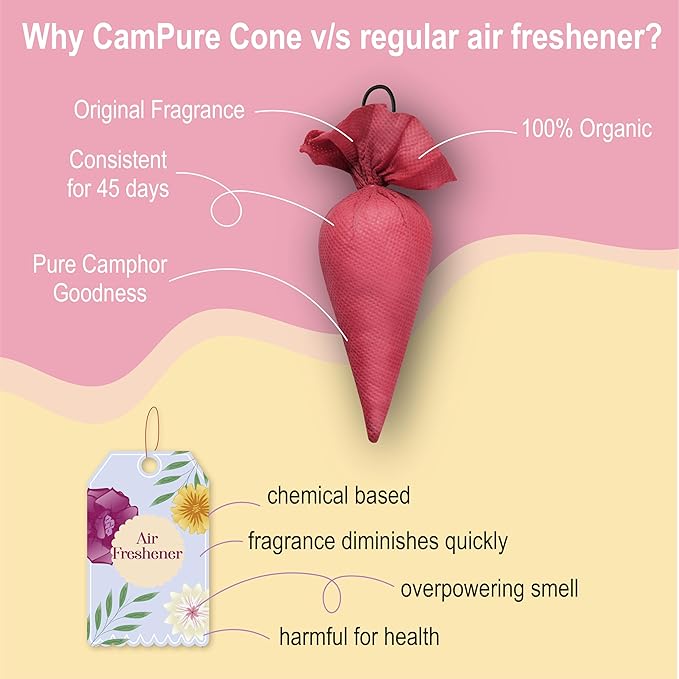 Why CamPure Cone v/s regular air freshener?
Original Fragrance
100% Organic
Consistent
for 45 days
Pure Camphor
Goodness
chemical based
Air
Freshener
fragrance diminishes quickly
overpowering smell
harmful for health